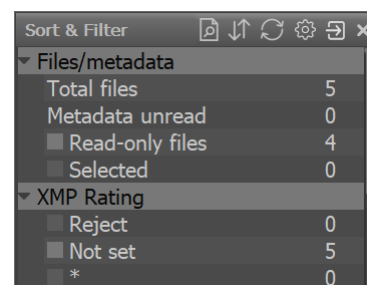 Sort & Filter
Files/metadata
Total files 5
Metadata unread 0
Read-only files 4
Selected 0
XMP Rating
Reject 0
Not set 5
* 0